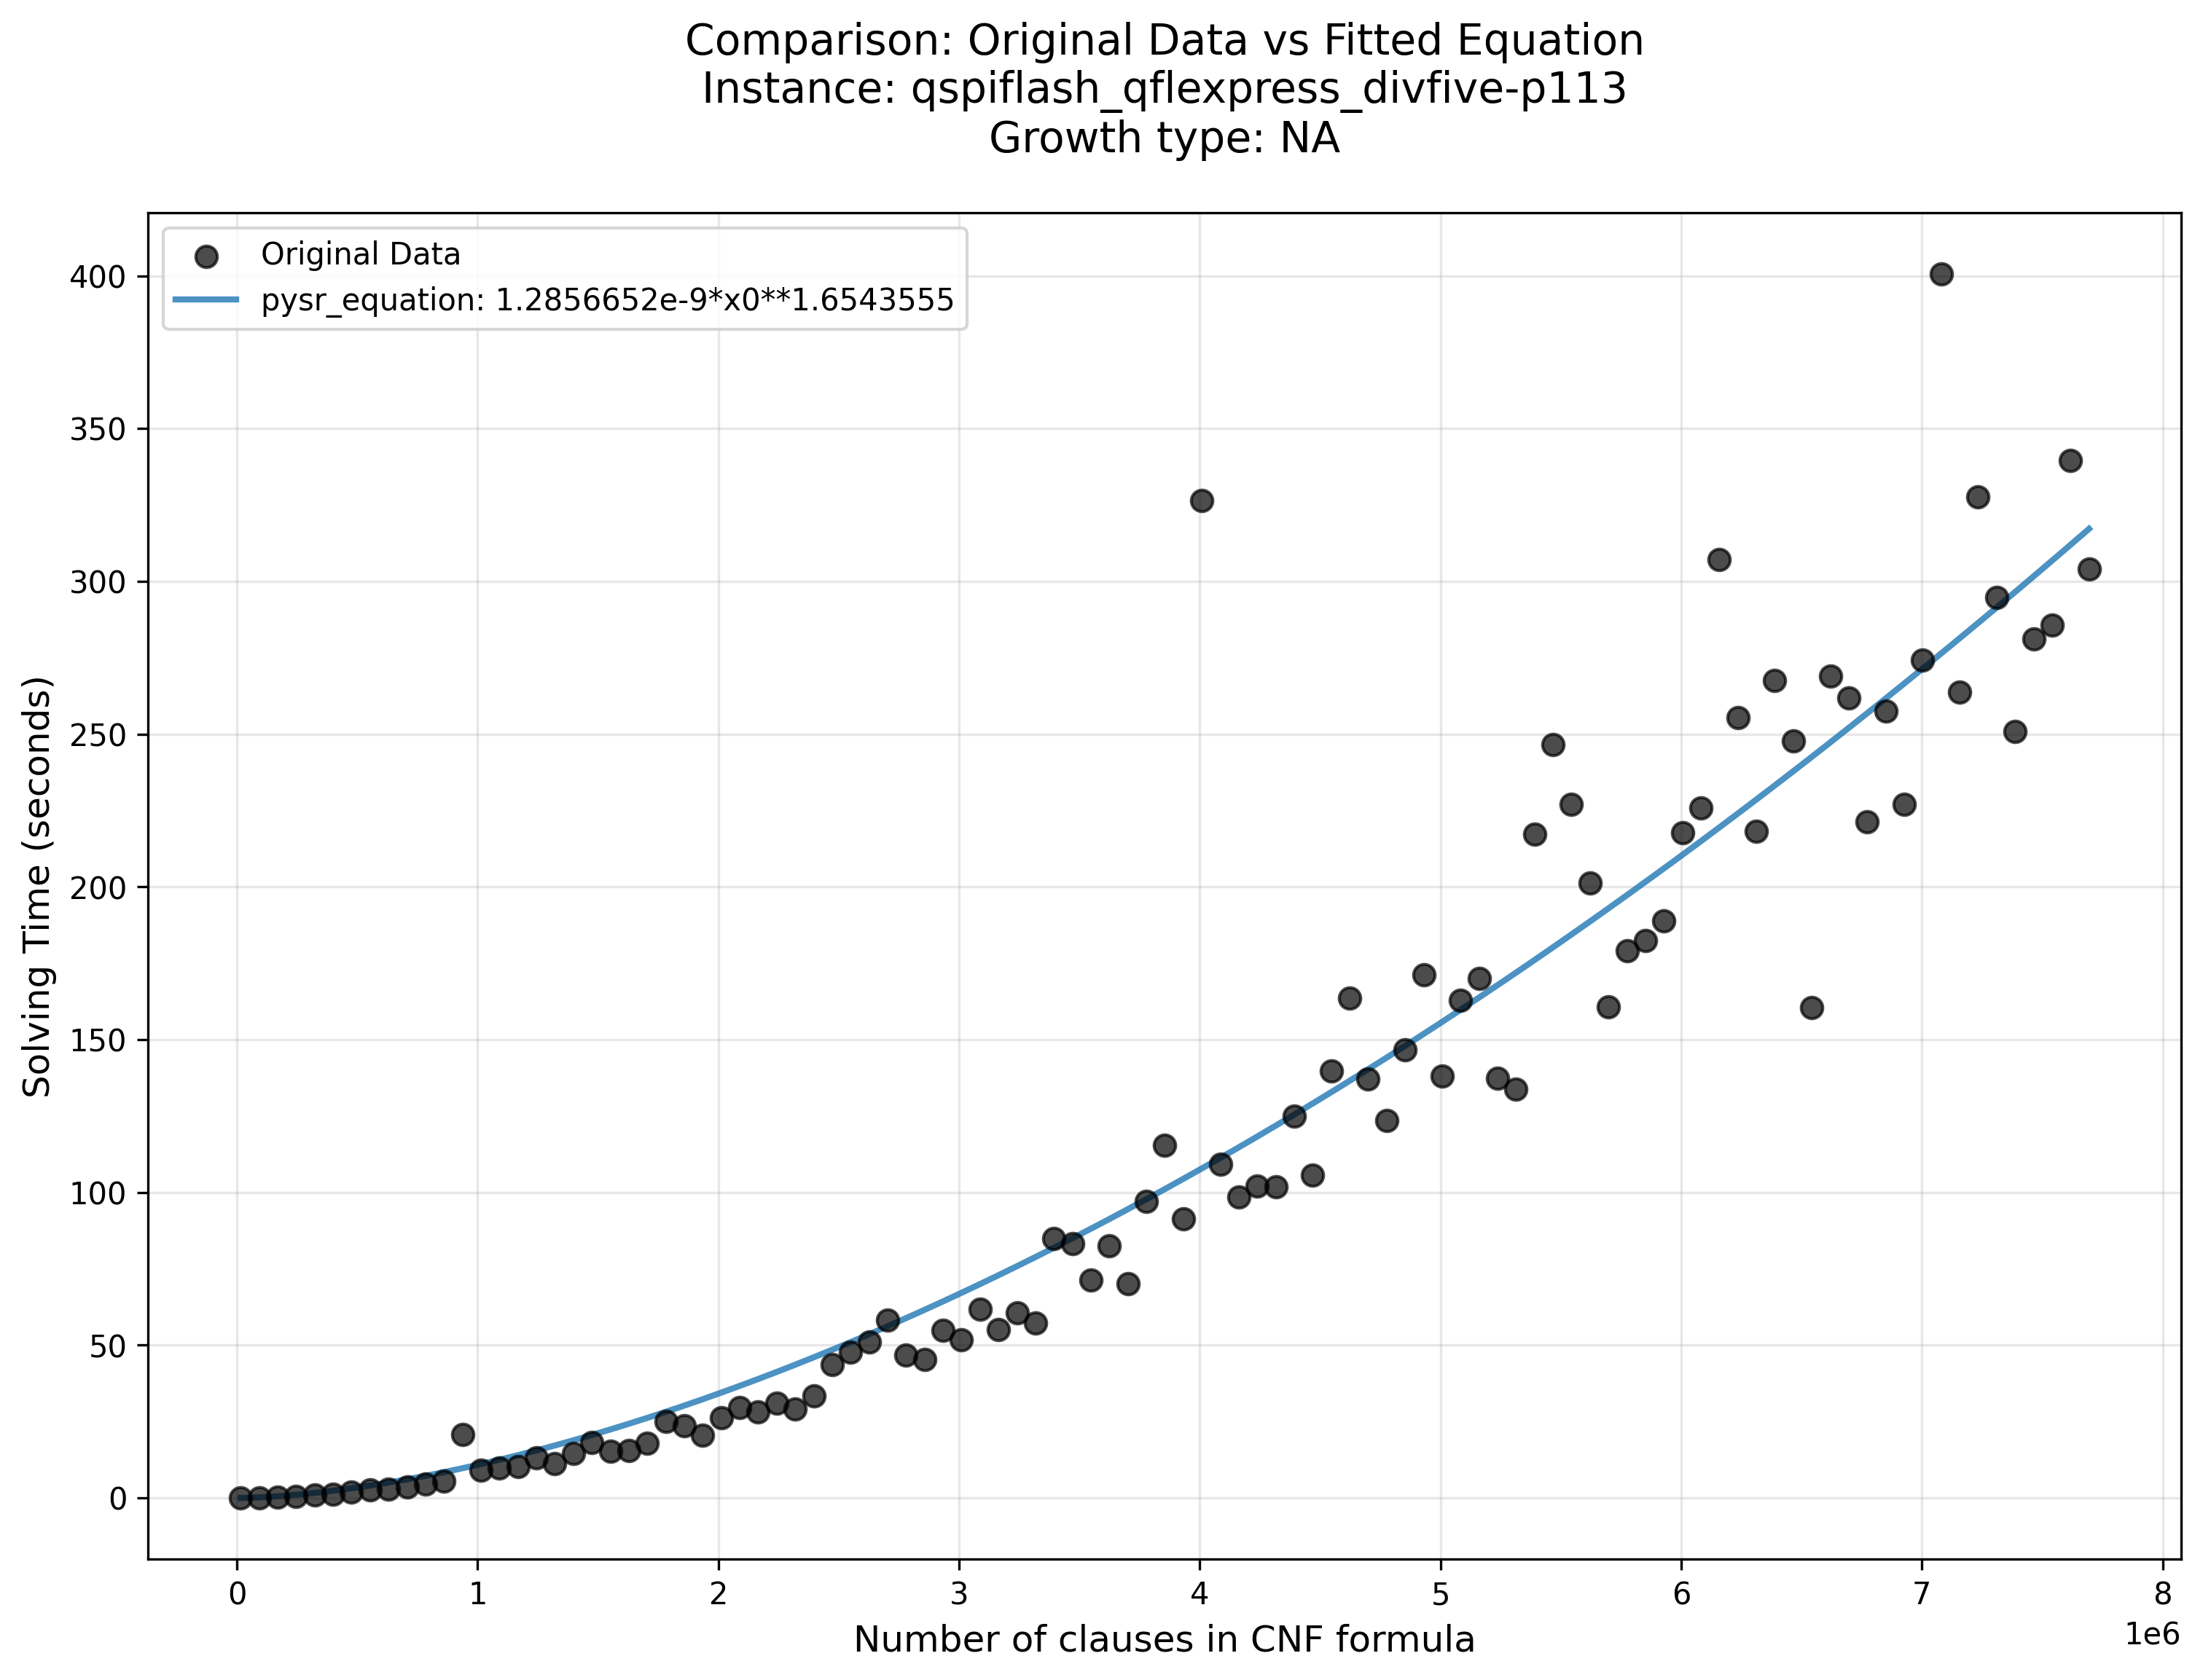 Comparison: Original Data vs Fitted Equation
Instance: qspiflash_qflexpress_divfive-p113
Growth type: NA
Original Data
pysr_equation: 1.2856652e-9*x0**1.6543555
Solving Time (seconds)
400
350
300
250
200
150
100
50
0
0 1 2 3 4 5 6 7 8
1e6
Number of clauses in CNF formula